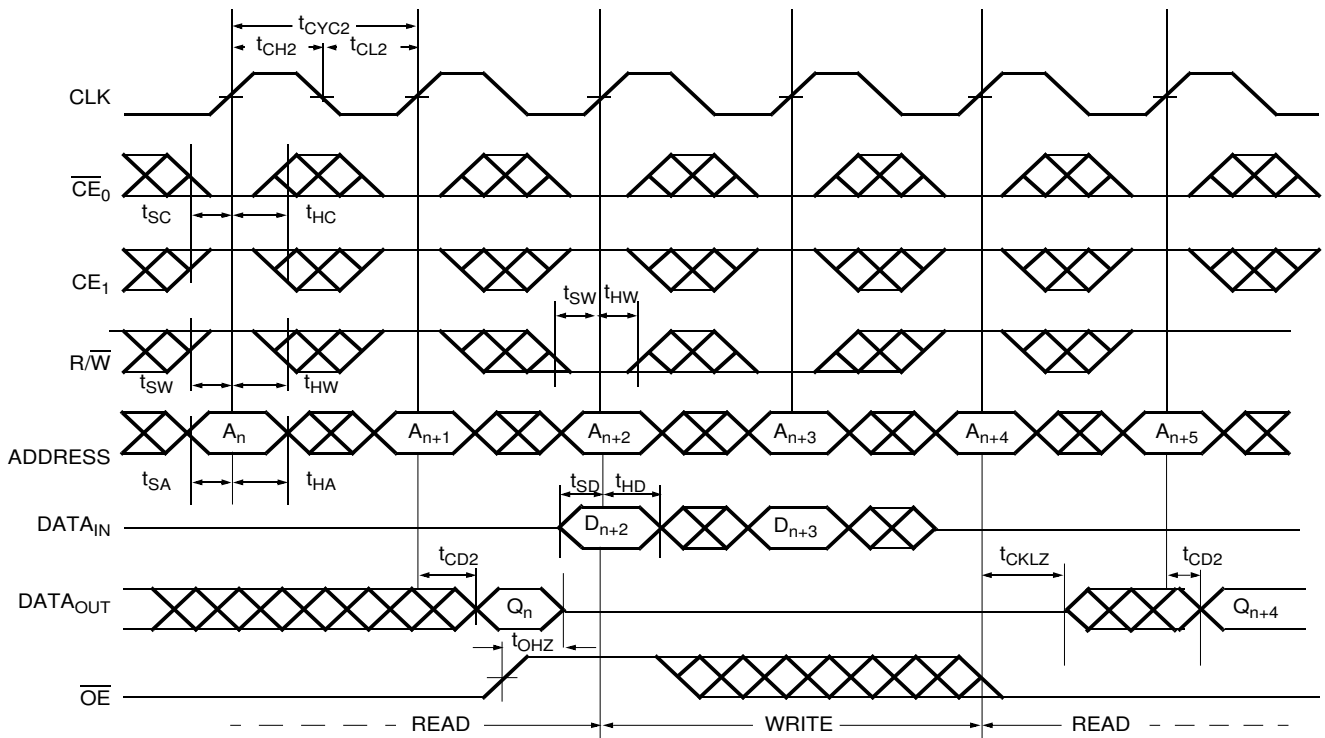 tCYC2
tCH2 tCL2
CLK
CE0
tSC tHC
CE1
tSW tHW
R/W
tSW tHW
An An+1 An+2 An+3 An+4 An+5
ADDRESS
tSA tHA
tSD tHD
DATAIN Dn+2 Dn+3
tCD2 tCKLZ tCD2
DATAOUT Qn Qn+4
tOHZ
OE
READ WRITE READ